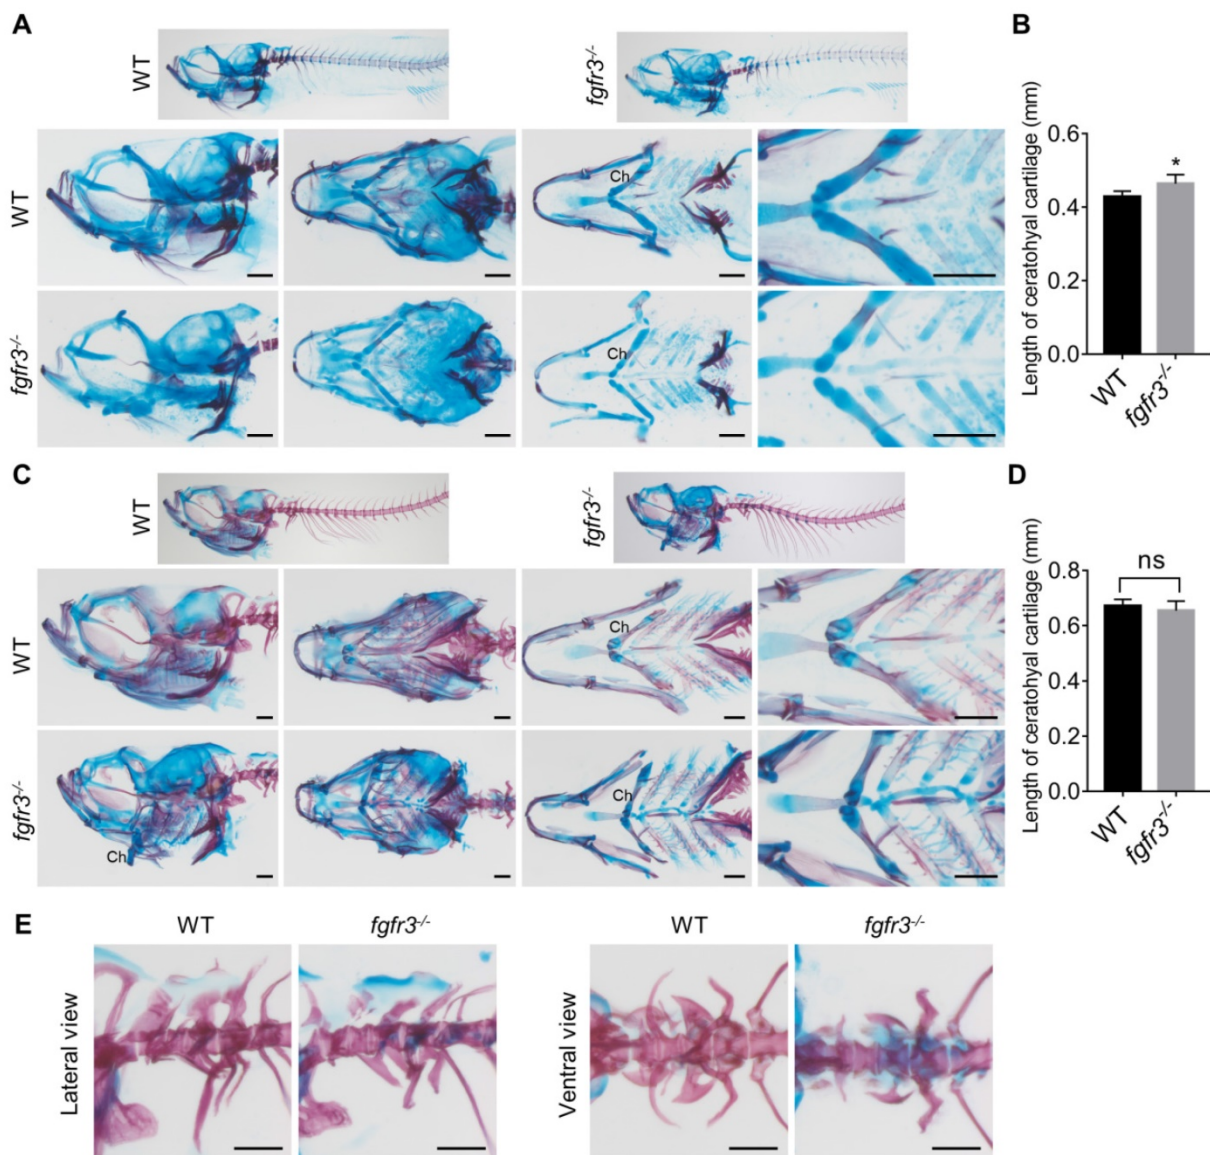 A
WT
fgfr3-/-
WT
Ch
fgfr3-/-
Ch
B
Length of ceratohyal cartilage (mm)
0.6
0.4
0.2
0.0
*
WT
fgfr3-/-
C
WT
fgfr3-/-
WT
Ch
fgfr3-/-
Ch
Ch
D
Length of ceratohyal cartilage (mm)
0.8
0.6
0.4
0.2
0.0
ns
WT
fgfr3-/-
E
WT
fgfr3-/-
WT
fgfr3-/-
Lateral view
Ventral view